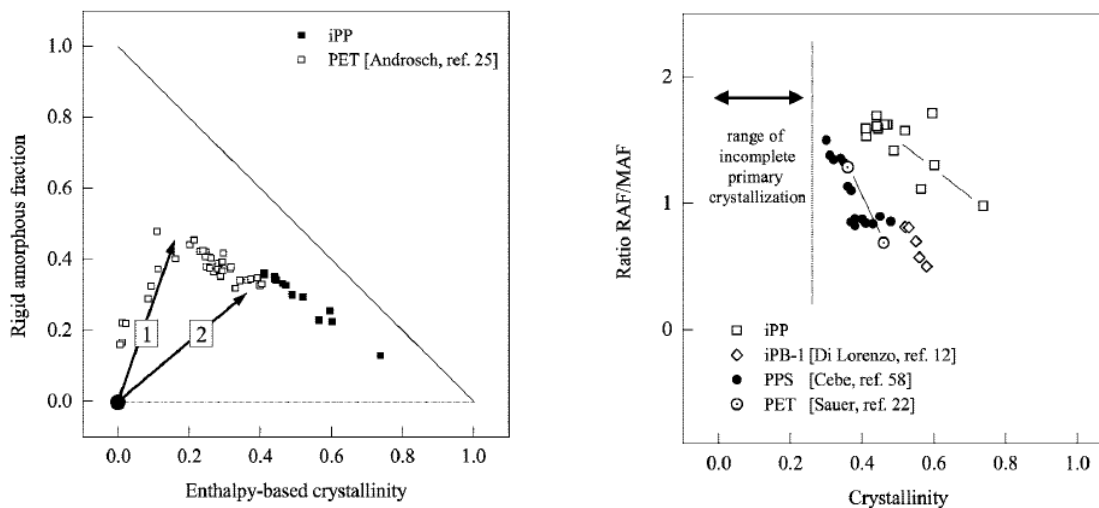 1.0
0.8
0.6
0.4
0.2
0.0
Rigid amorphous fraction
iPP
PET [Androsch, ref. 25]
1
2
0.0 0.2 0.4 0.6 0.8 1.0
Enthalpy-based crystallinity
2
1
0
Ratio RAF/MAF
range of
incomplete
primary
crystallization
iPP
iPB-1 [Di Lorenzo, ref. 12]
PPS [Cebe, ref. 58]
PET [Sauer, ref. 22]
0.0 0.2 0.4 0.6 0.8 1.0
Crystallinity